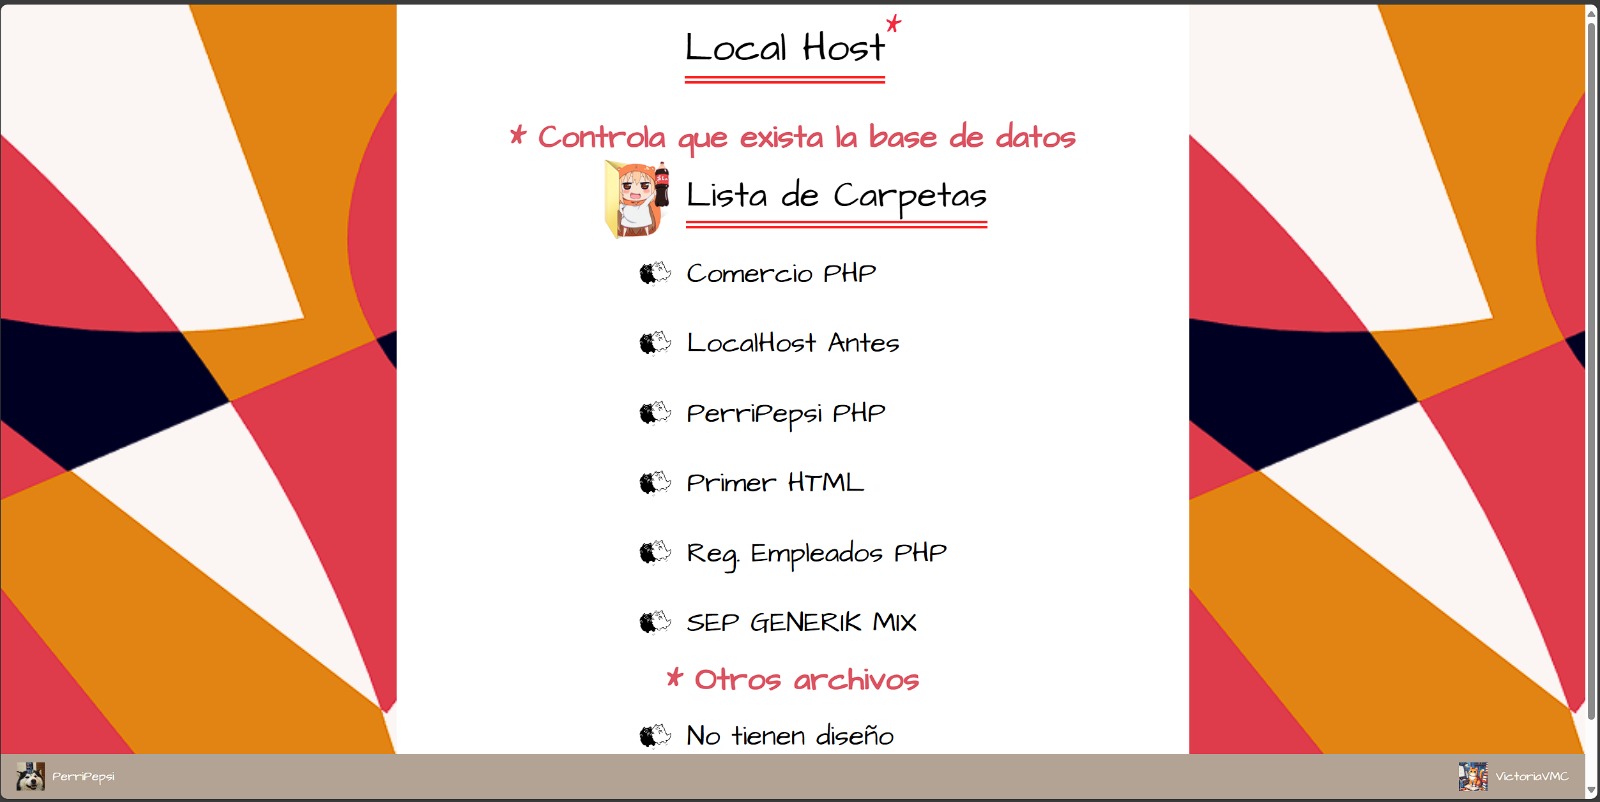 Local Host*
* Controla que exista la base de datos
Lista de Carpetas
Comercio PHP
LocalHost Antes
PerriPepsi PHP
Primer HTML
Reg. Empleados PHP
SEP GENERIK MIX
* Otros archivos
No tienen diseño
PerriPepsi
VictoriaVMC